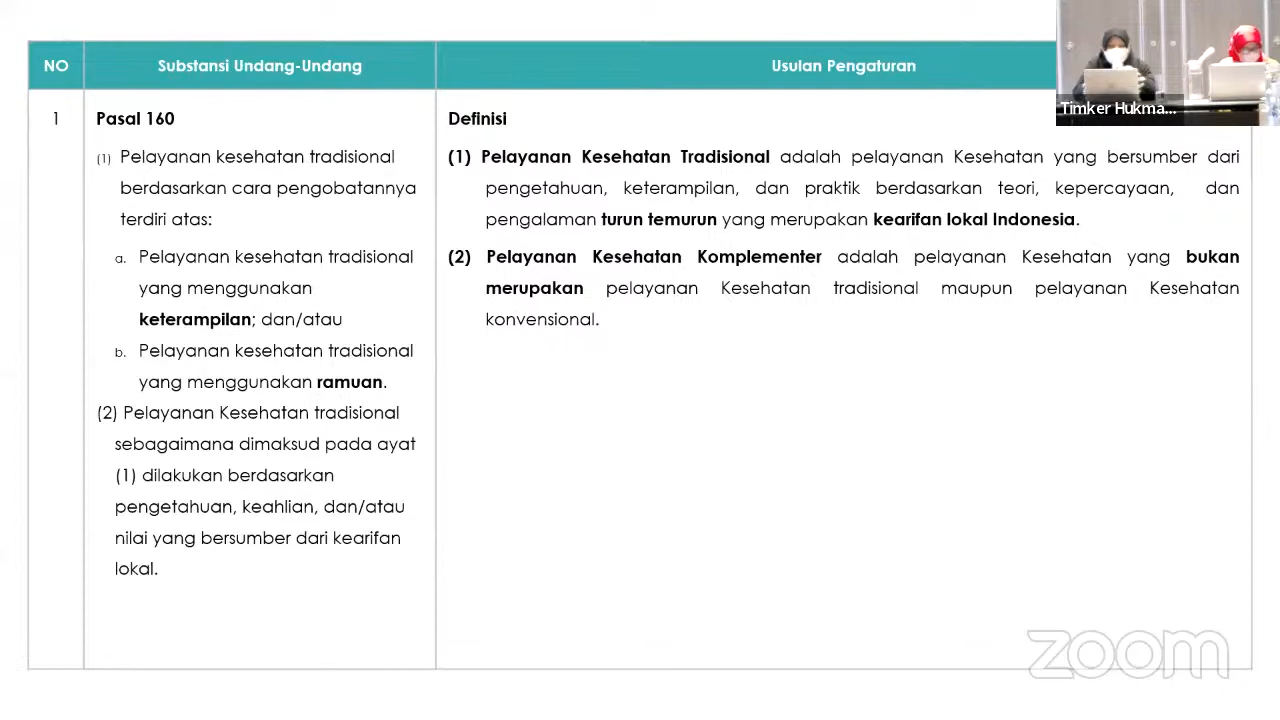 NO
Substansi Undang-Undang
Usulan Pengaturan
Timker Hukma...
1
Pasal 160
(1) Pelayanan kesehatan tradisional
berdasarkan cara pengobatannya
terdiri atas:
a. Pelayanan kesehatan tradisional
yang menggunakan
keterampilan; dan/atau
b. Pelayanan kesehatan tradisional
yang menggunakan ramuan.
(2) Pelayanan Kesehatan tradisional
sebagaimana dimaksud pada ayat
(1) dilakukan berdasarkan
pengetahuan, keahlian, dan/atau
nilai yang bersumber dari kearifan
lokal.
Definisi
(1) Pelayanan Kesehatan Tradisional adalah pelayanan Kesehatan yang bersumber dari
pengetahuan, keterampilan, dan praktik berdasarkan teori, kepercayaan, dan
pengalaman turun temurun yang merupakan kearifan lokal Indonesia.
(2) Pelayanan Kesehatan Komplementer adalah pelayanan Kesehatan yang bukan
merupakan pelayanan Kesehatan tradisional maupun pelayanan Kesehatan
konvensional.
zoom